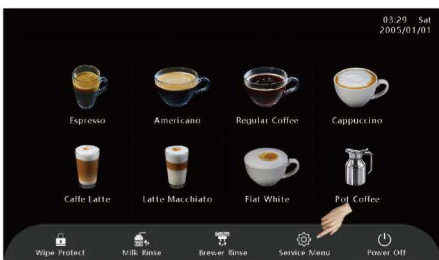 03:29 Sat
2005/01/01
Espresso
Americano
Regular Coffee
Cappuccino
Caffe Latte
Latte Macchiato
Flat White
Pot Coffee
Wipe Protect
Milk Rinse
Brewer Rinse
Service Menu
Power Off